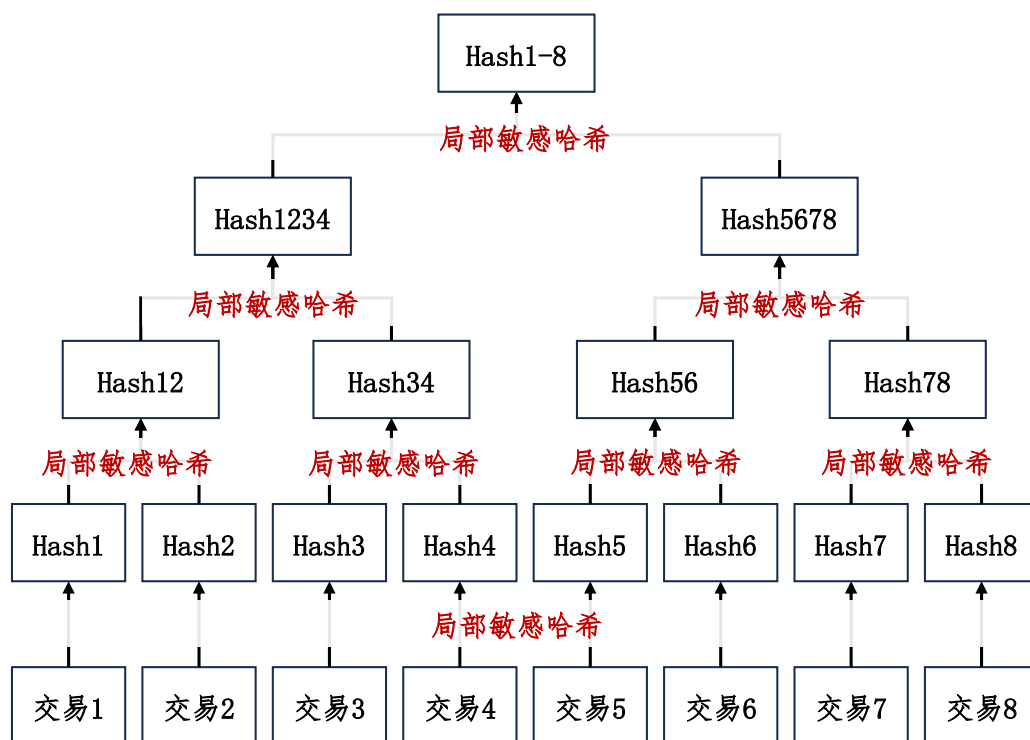 Hash1-8
局部敏感哈希
Hash1234 Hash5678
局部敏感哈希 局部敏感哈希
Hash12 Hash34 Hash56 Hash78
局部敏感哈希 局部敏感哈希 局部敏感哈希 局部敏感哈希
Hash1 Hash2 Hash3 Hash4 Hash5 Hash6 Hash7 Hash8
局部敏感哈希
交易1 交易2 交易3 交易4 交易5 交易6 交易7 交易8